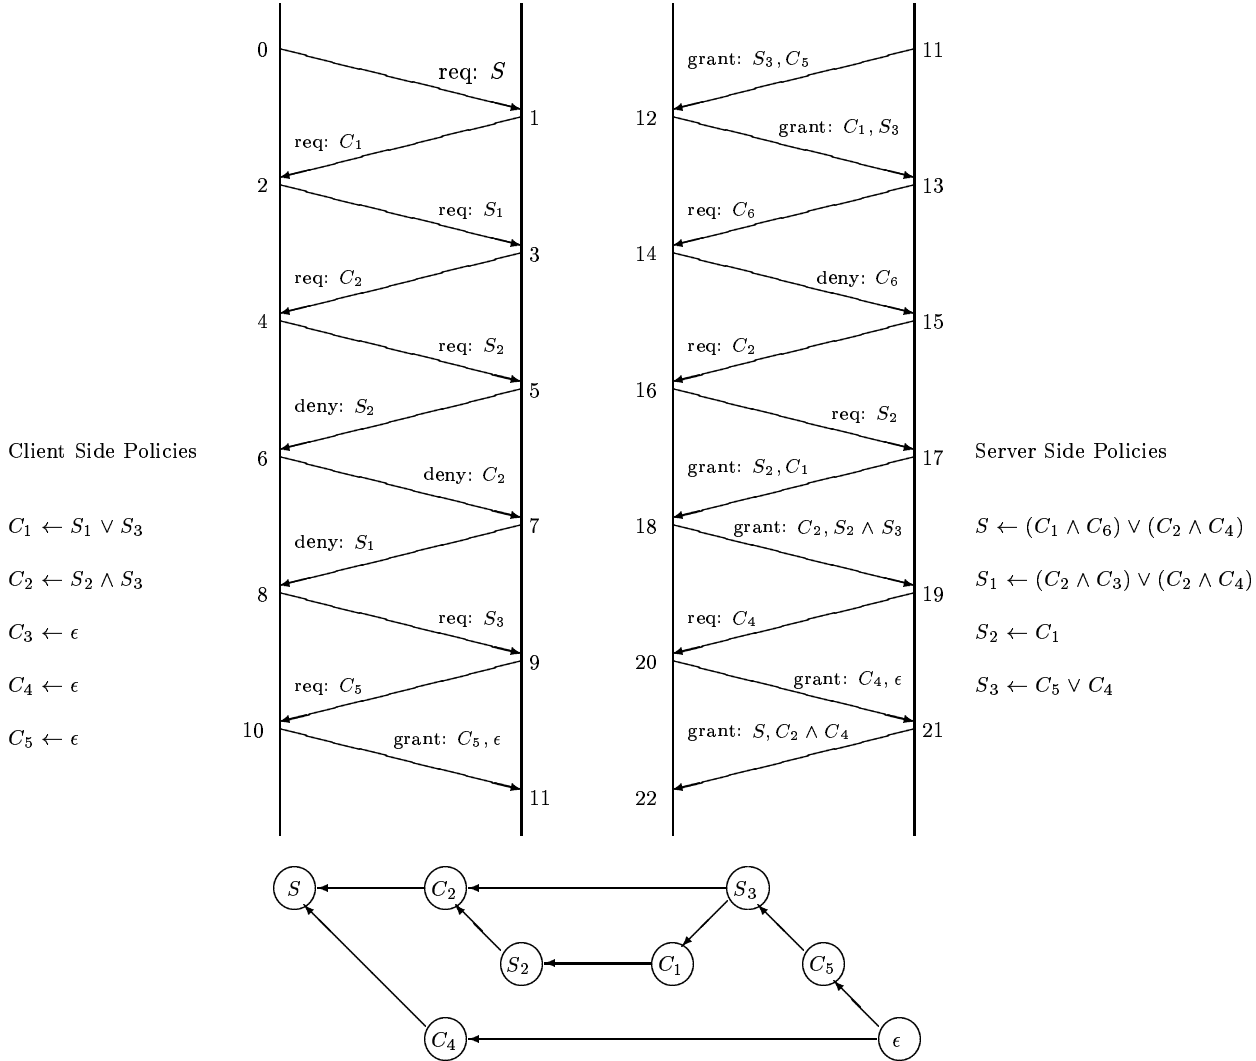 0
req: S
1
req: C₁
2
req: S₁
3
req: C₂
4
req: S₂
5
deny: S₂
6
deny: C₂
7
deny: S₁
8
req: S₃
9
req: C₅
10
grant: C₅, ϵ
11
11
grant: S₃, C₅
12
grant: C₁, S₃
13
req: C₆
14
deny: C₆
15
req: C₂
16
req: S₂
17
grant: S₂, C₁
18
grant: C₂, S₂ ∧ S₃
19
req: C₄
20
grant: C₄, ϵ
21
grant: S, C₂ ∧ C₄
22
Client Side Policies
C₁ ← S₁ ∨ S₃
C₂ ← S₂ ∧ S₃
C₃ ← ϵ
C₄ ← ϵ
C₅ ← ϵ
Server Side Policies
S ← (C₁ ∧ C₆) ∨ (C₂ ∧ C₄)
S₁ ← (C₂ ∧ C₃) ∨ (C₂ ∧ C₄)
S₂ ← C₁
S₃ ← C₅ ∨ C₄
S
C₂
S₃
S₂
C₁
C₅
C₄
ϵ